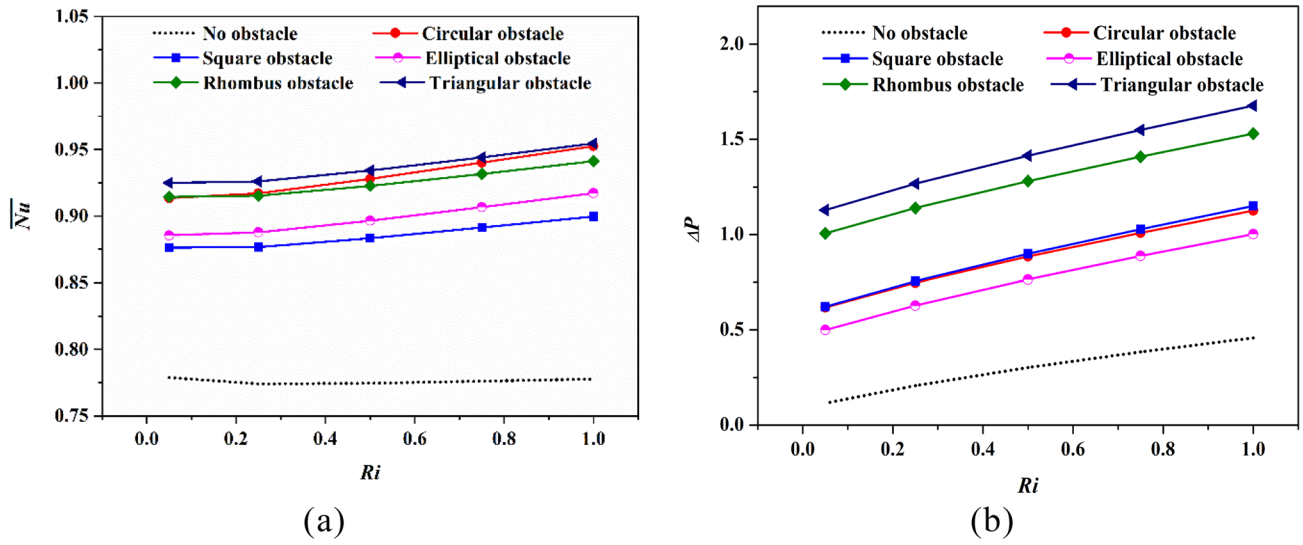 1.05
1.00
0.95
0.90
0.85
0.80
0.75
Nu
No obstacle
Circular obstacle
Square obstacle
Elliptical obstacle
Rhombus obstacle
Triangular obstacle
0.0 0.2 0.4 0.6 0.8 1.0
Ri
(a)
2.0
1.5
1.0
0.5
0.0
ΔP
No obstacle
Circular obstacle
Square obstacle
Elliptical obstacle
Rhombus obstacle
Triangular obstacle
0.0 0.2 0.4 0.6 0.8 1.0
Ri
(b)